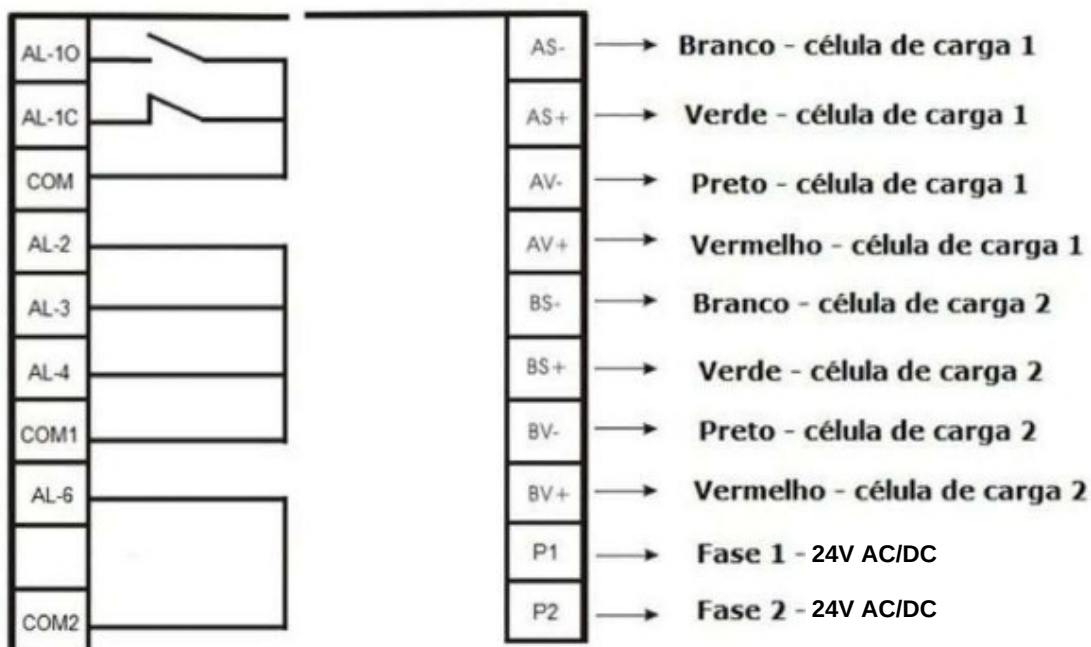 AL-1O
AL-1C
COM
AL-2
AL-3
AL-4
COM1
AL-6
COM2
AS- Branco - célula de carga 1
AS+ Verde - célula de carga 1
AV- Preto - célula de carga 1
AV+ Vermelho - célula de carga 1
BS- Branco - célula de carga 2
BS+ Verde - célula de carga 2
BV- Preto - célula de carga 2
BV+ Vermelho - célula de carga 2
P1 Fase 1 - 24V AC/DC
P2 Fase 2 - 24V AC/DC